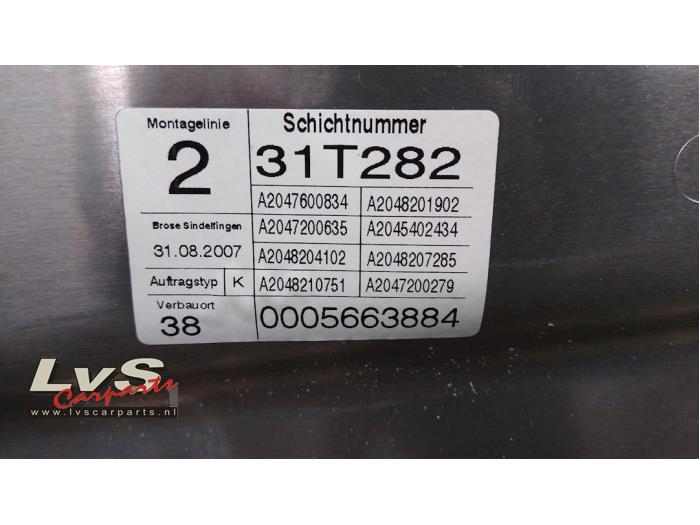 Montagelinie
2
Schichtnummer
31T282
Brose Sindelfingen
31.08.2007
A2047600834 A2048201902
A2047200635 A2045402434
A2048204102 A2048207285
Auftragstyp K
A2048210751 A2047200279
Verbauort
38
0005663884
LvS
Carparts
www.lvscarparts.nl